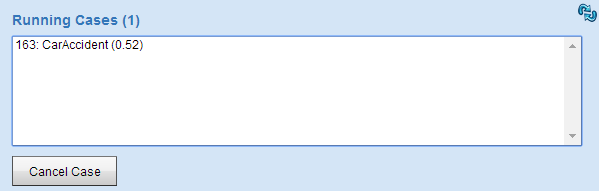 Running Cases (1)
163: CarAccident (0.52)
Cancel Case